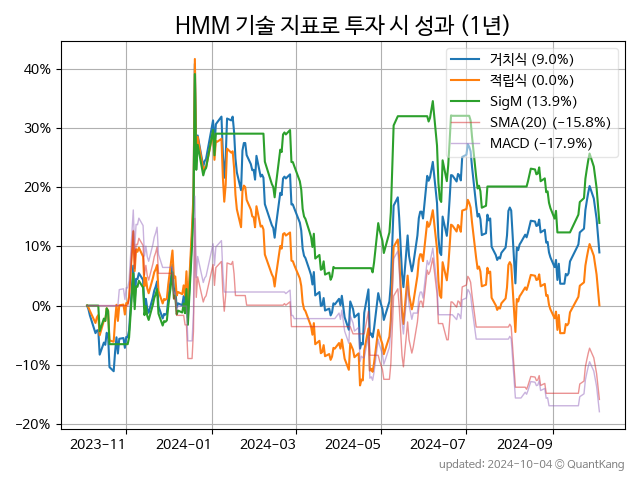 HMM 기술 지표로 투자 시 성과 (1년)
거치식 (9.0%)
적립식 (0.0%)
SigM (13.9%)
SMA(20) (−15.8%)
MACD (−17.9%)
40%
30%
20%
10%
0%
−10%
−20%
2023-11
2024-01
2024-03
2024-05
2024-07
2024-09
updated: 2024-10-04 © QuantKang